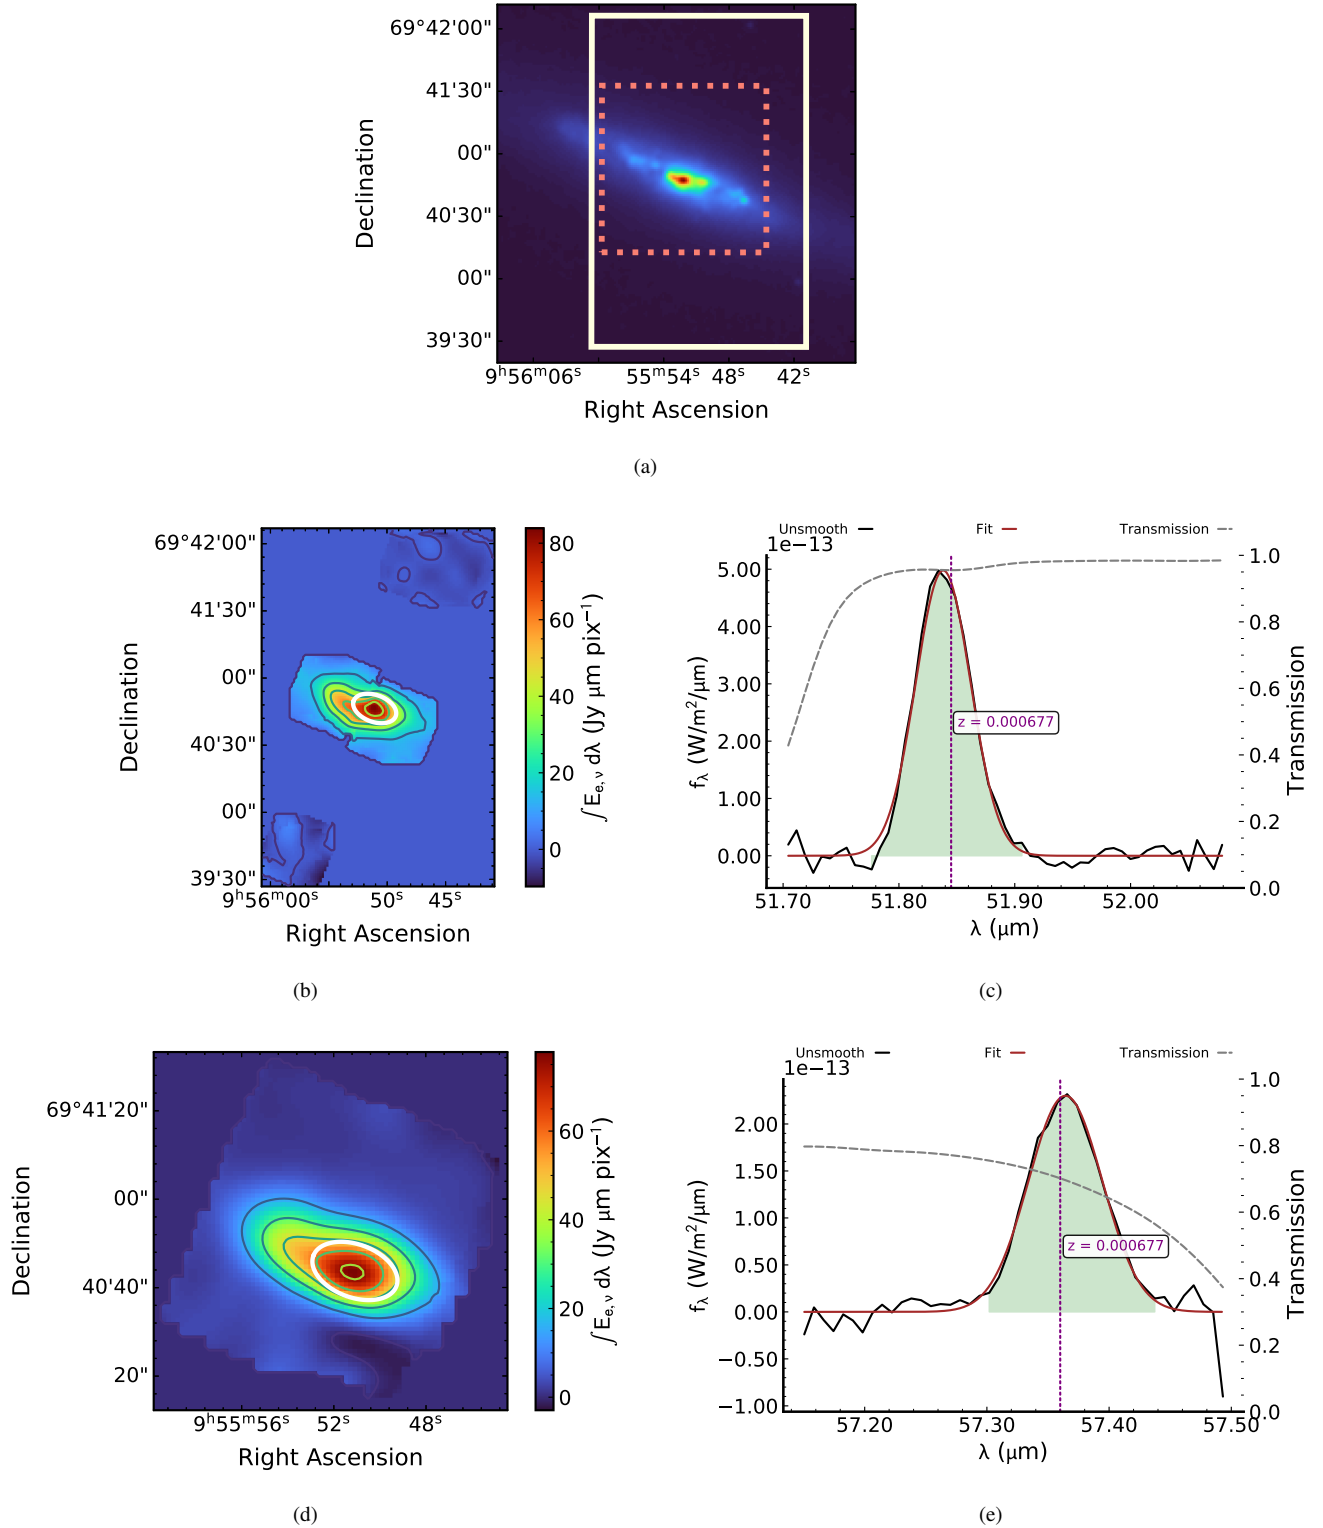 69°42'00"
41'30"
00"
40'30"
00"
39'30"
Declination
9ʰ56ᵐ06ˢ 55ᵐ54ˢ 48ˢ 42ˢ
Right Ascension
(a)
69°42'00"
41'30"
00"
40'30"
00"
39'30"
Declination
9ʰ56ᵐ00ˢ 50ˢ 45ˢ
Right Ascension
80
60
40
20
0
∫E_{e, ν} dλ (Jy μm pix⁻¹)
(b)
Unsmooth Fit Transmission
1e−13
5.00
4.00
3.00
2.00
1.00
0.00
f_λ (W/m²/μm)
z = 0.000677
1.0
0.8
0.6
0.4
0.2
0.0
Transmission
51.70 51.80 51.90 52.00
λ (μm)
(c)
69°41'20"
00"
40'40"
20"
Declination
9ʰ55ᵐ56ˢ 52ˢ 48ˢ
Right Ascension
60
40
20
0
∫E_{e, ν} dλ (Jy μm pix⁻¹)
(d)
Unsmooth Fit Transmission
1e−13
2.00
1.50
1.00
0.50
0.00
−0.50
−1.00
f_λ (W/m²/μm)
z = 0.000677
1.0
0.8
0.6
0.4
0.2
0.0
Transmission
57.20 57.30 57.40 57.50
λ (μm)
(e)